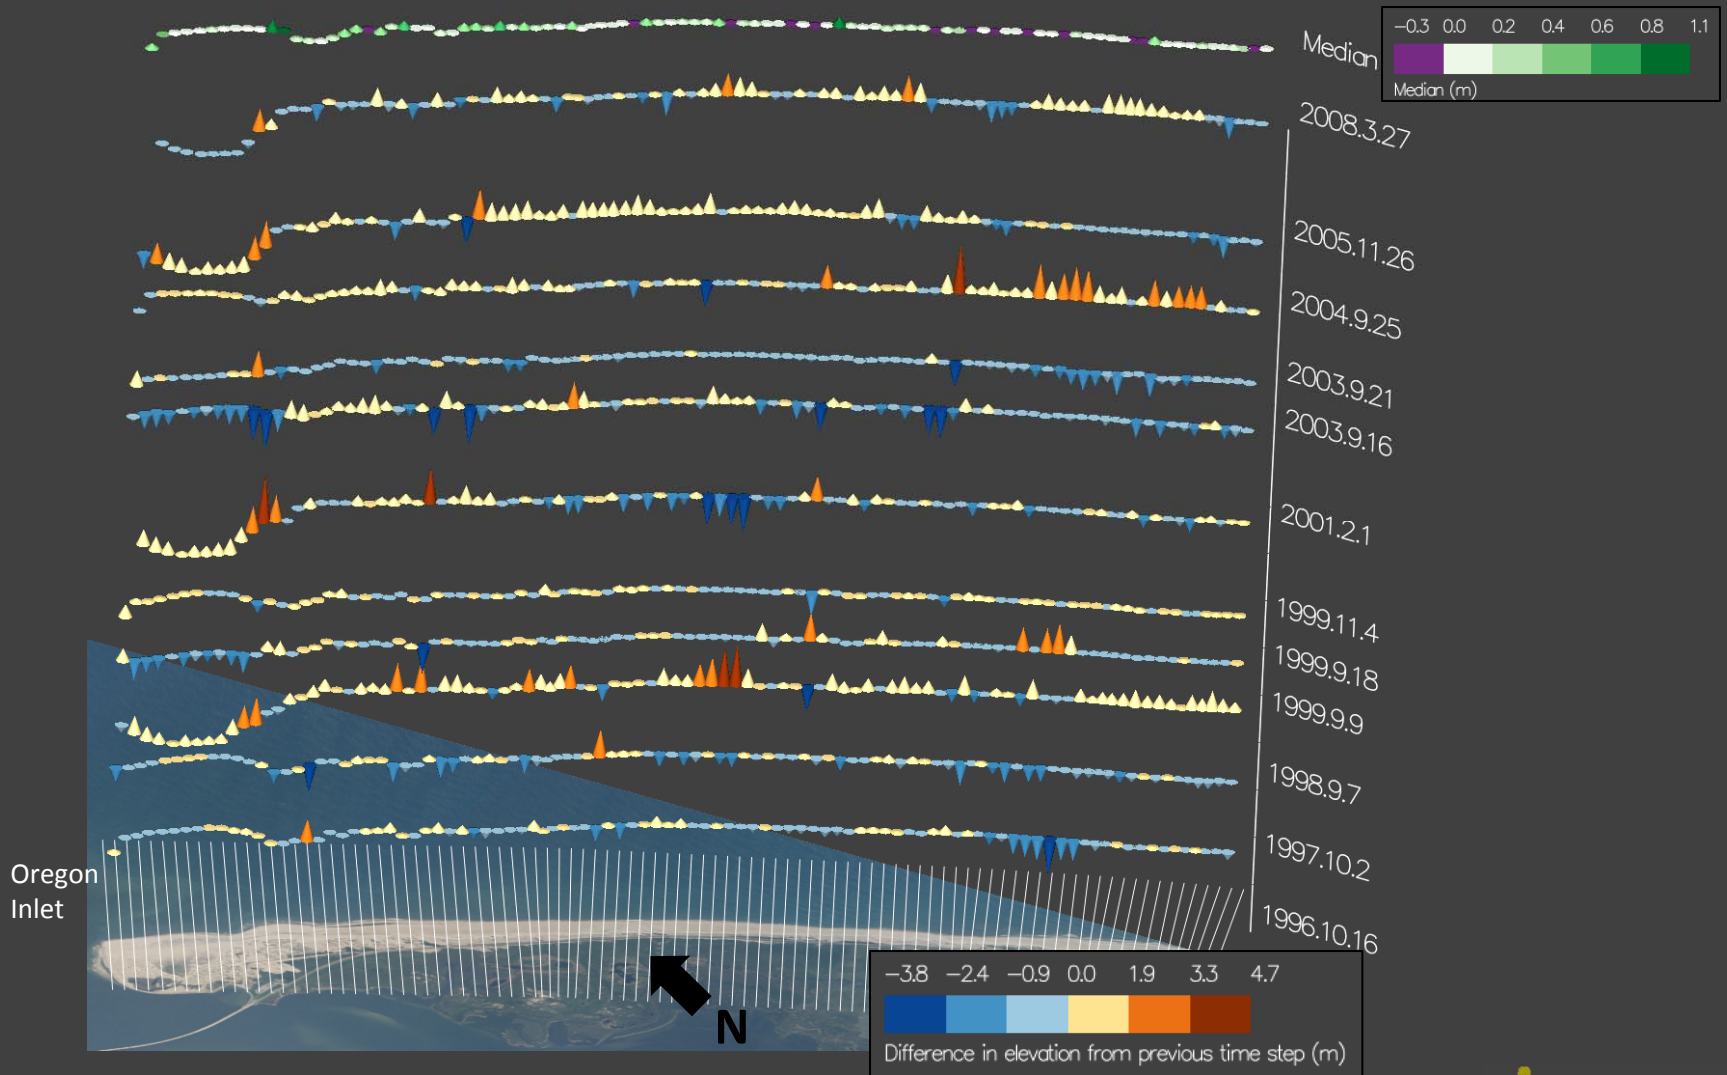 Median
−0.3 0.0 0.2 0.4 0.6 0.8 1.1
Median (m)
2008.3.27
2005.11.26
2004.9.25
2003.9.21
2003.9.16
2001.2.1
1999.11.4
1999.9.18
1999.9.9
1998.9.7
1997.10.2
1996.10.16
Oregon
Inlet
N
−3.8 −2.4 −0.9 0.0 1.9 3.3 4.7
Difference in elevation from previous time step (m)